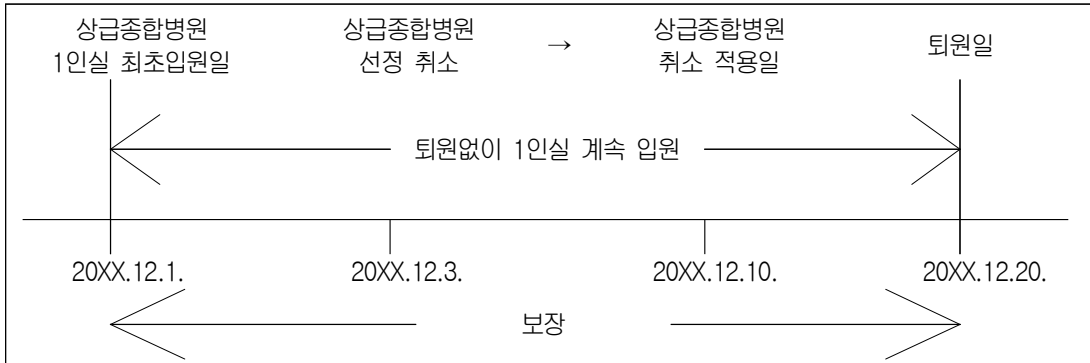 상급종합병원 상급종합병원 → 상급종합병원 퇴원일
1인실 최초입원일 선정 취소 취소 적용일
퇴원없이 1인실 계속 입원
20XX.12.1. 20XX.12.3. 20XX.12.10. 20XX.12.20.
보장